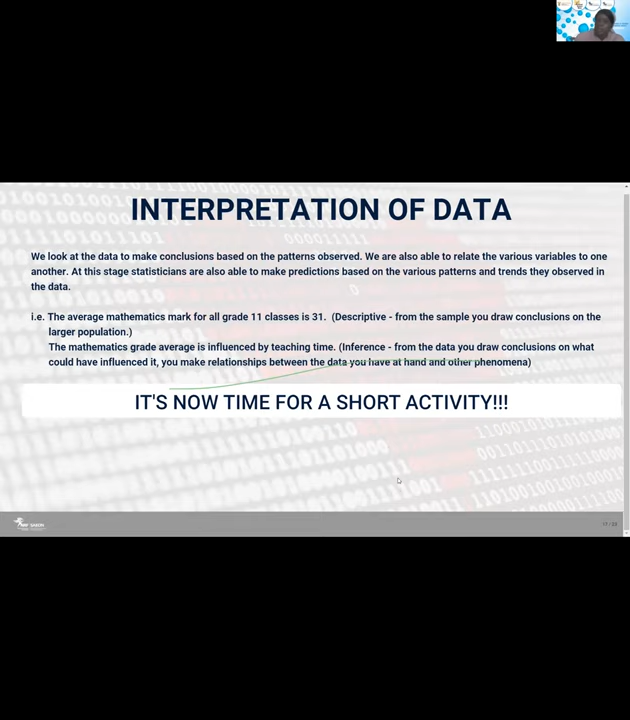 INTERPRETATION OF DATA
We look at the data to make conclusions based on the patterns observed. We are also able to relate the various variables to one
another. At this stage statisticians are also able to make predictions based on the various patterns and trends they observed in
the data.
i.e. The average mathematics mark for all grade 11 classes is 31. (Descriptive - from the sample you draw conclusions on the
larger population.)
The mathematics grade average is influenced by teaching time. (Inference - from the data you draw conclusions on what
could have influenced it, you make relationships between the data you have at hand and other phenomena)
IT'S NOW TIME FOR A SHORT ACTIVITY!!!
SAEON